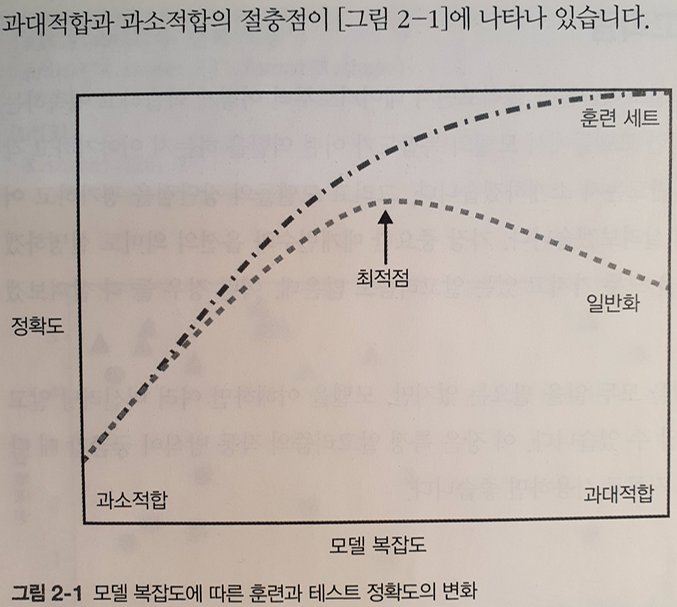 과대적합과 과소적합의 절충점이 [그림 2-1]에 나타나 있습니다.
훈련 세트
최적점
일반화
정확도
과소적합
과대적합
모델 복잡도
그림 2-1 모델 복잡도에 따른 훈련과 테스트 정확도의 변화